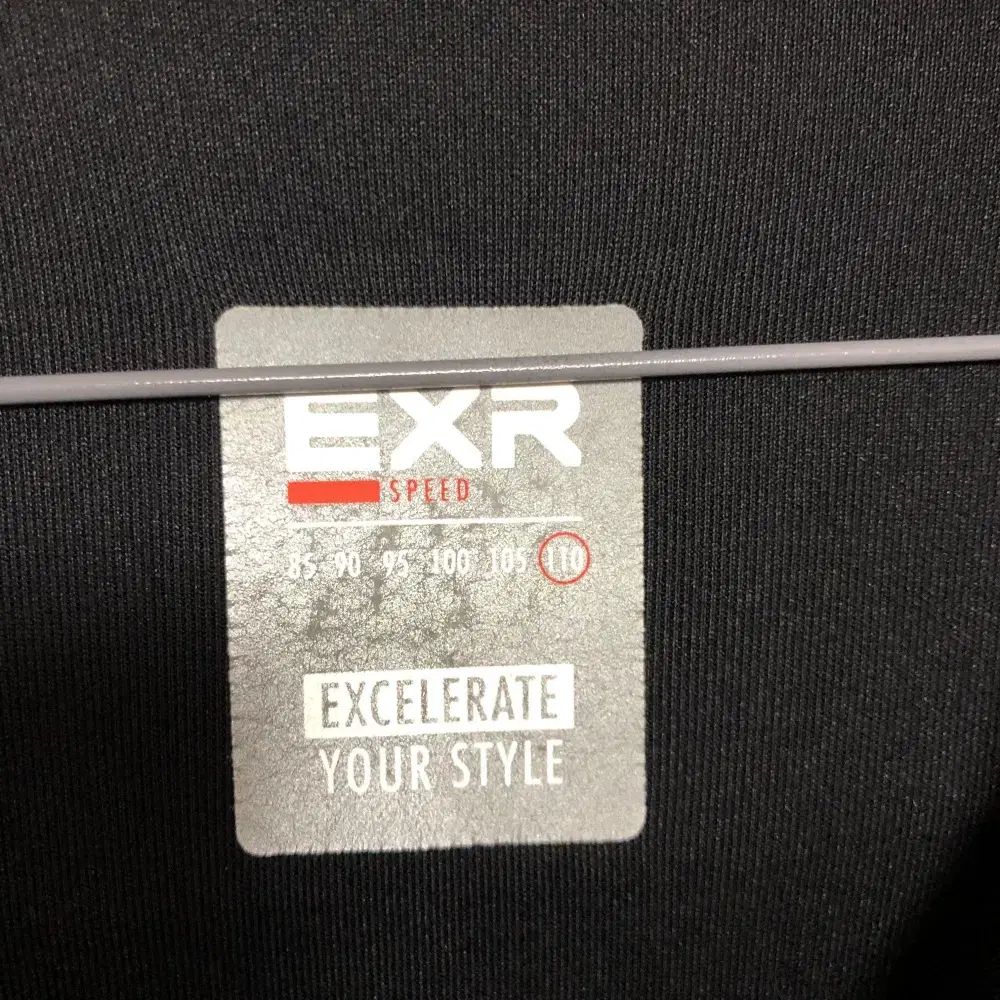 EXR
SPEED
85 90 95 100 105 110
EXCELERATE
YOUR STYLE